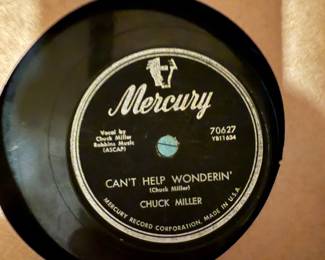 Mercury
Vocal by
Chuck Miller
Robbins Music
(ASCAP)
70627
YB11634
CAN'T HELP WONDERIN'
(Chuck Miller)
CHUCK MILLER
MERCURY RECORD CORPORATION, MADE IN U.S.A.